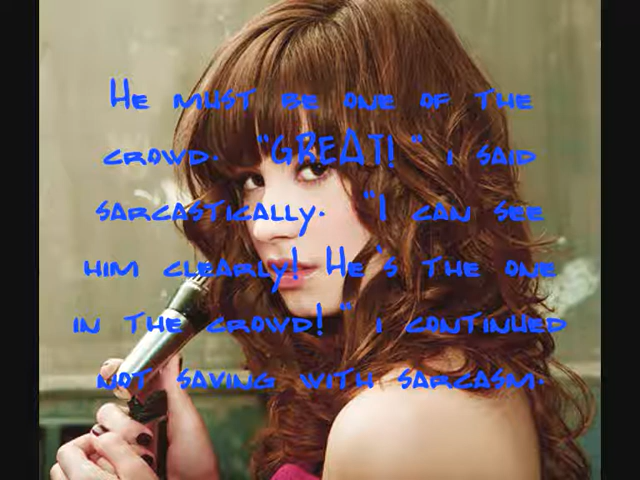 He must be one of the
crowd. "GREAT!" i said
sarcastically. "I can see
him clearly! He's the one
in the crowd!" i continued
not saving with sarcasm.